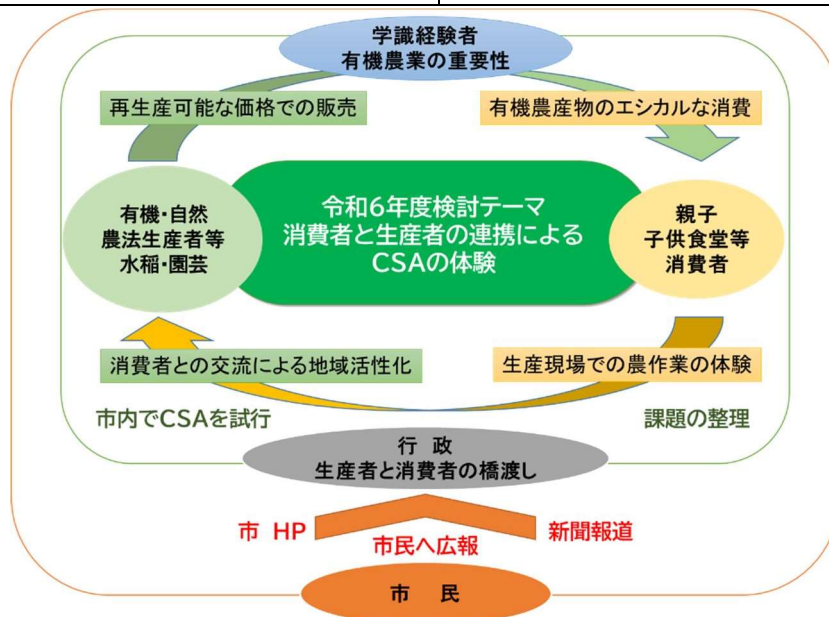 学識経験者
有機農業の重要性
再生産可能な価格での販売
有機農産物のエシカルな消費
有機・自然
農法生産者等
水稲・園芸
令和6年度検討テーマ
消費者と生産者の連携による
CSAの体験
親子
子供食堂等
消費者
消費者との交流による地域活性化
生産現場での農作業の体験
市内でCSAを試行
課題の整理
行 政
生産者と消費者の橋渡し
市 HP
市民へ広報
新聞報道
市 民